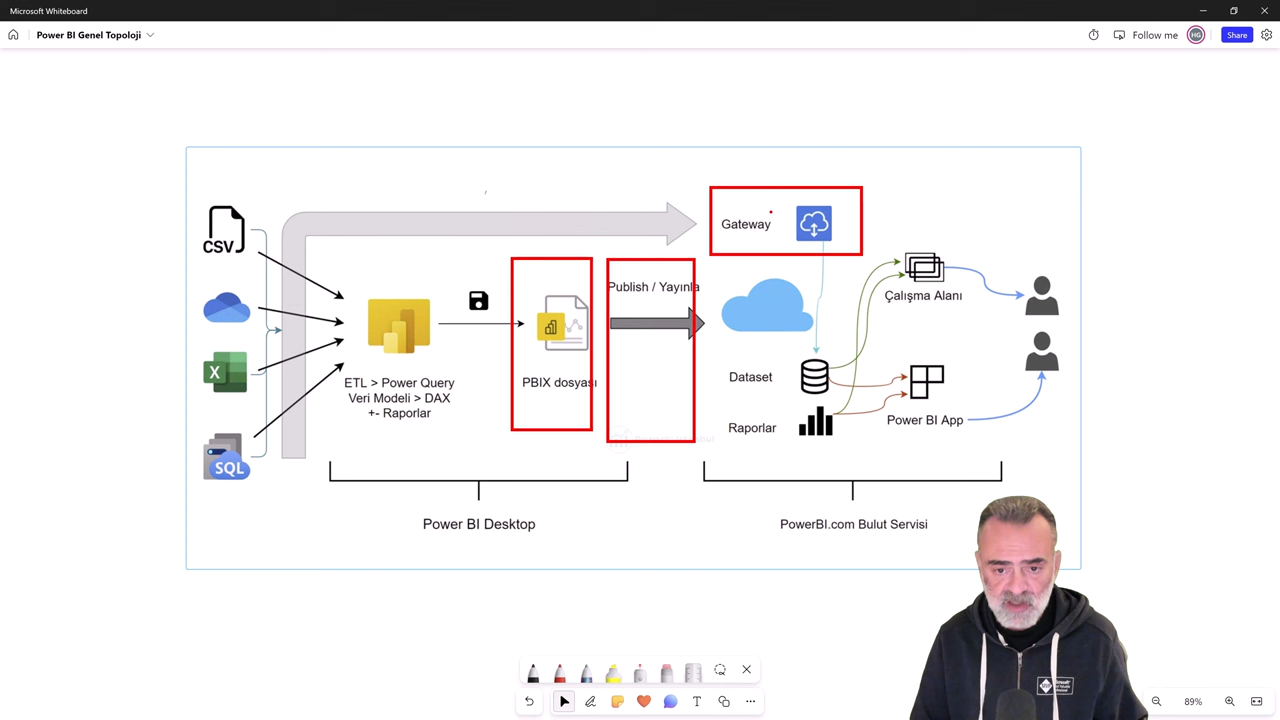 Microsoft Whiteboard
Power BI Genel Topoloji
Follow me
HG
Share
CSV
Gateway
Publish / Yayınla
Çalışma Alanı
X
PBIX dosyası
ETL > Power Query
Veri Modeli > DAX
+- Raporlar
Dataset
Raporlar
Power BI App
SQL
Power BI Desktop
PowerBI.com Bulut Servisi
T
89%